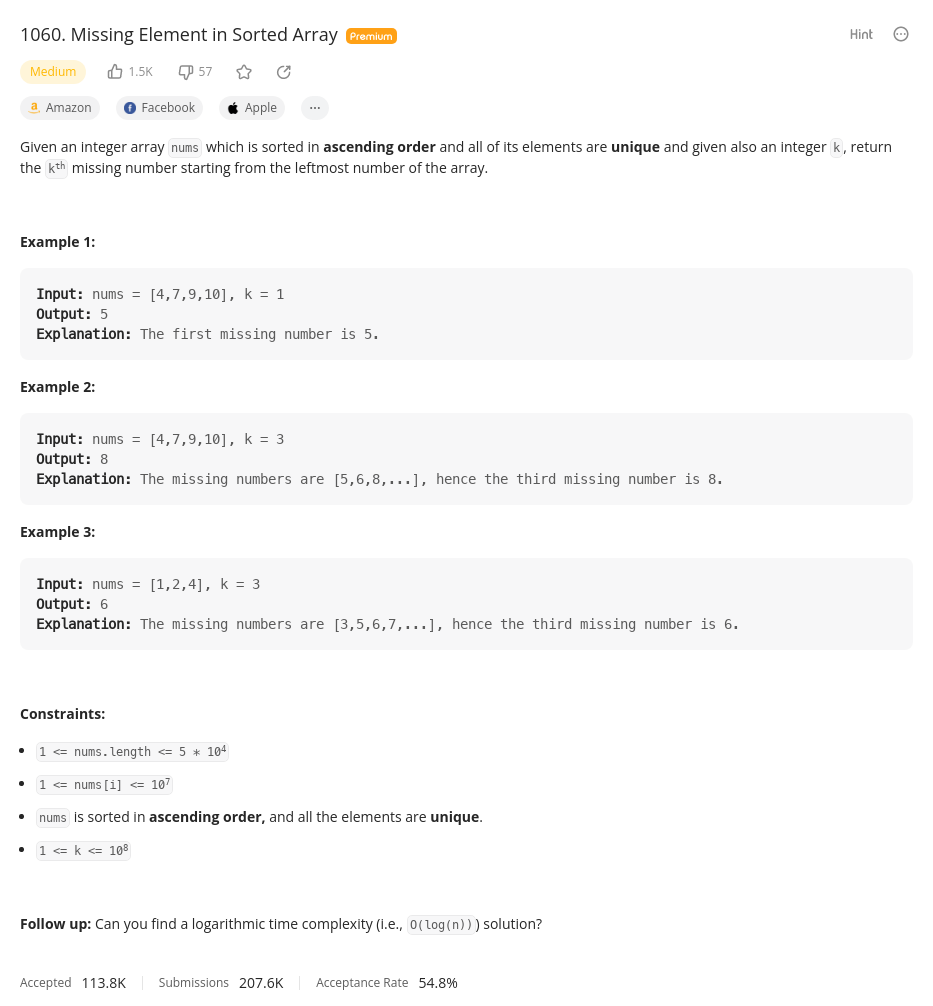 1060. Missing Element in Sorted Array Premium Hint
Medium 1.5K 57
Amazon Facebook Apple ...
Given an integer array nums which is sorted in ascending order and all of its elements are unique and given also an integer k, return
the kth missing number starting from the leftmost number of the array.
Example 1:
Input: nums = [4,7,9,10], k = 1
Output: 5
Explanation: The first missing number is 5.
Example 2:
Input: nums = [4,7,9,10], k = 3
Output: 8
Explanation: The missing numbers are [5,6,8,...], hence the third missing number is 8.
Example 3:
Input: nums = [1,2,4], k = 3
Output: 6
Explanation: The missing numbers are [3,5,6,7,...], hence the third missing number is 6.
Constraints:
• 1 <= nums.length <= 5 * 10⁴
• 1 <= nums[i] <= 10⁷
• nums is sorted in ascending order, and all the elements are unique.
• 1 <= k <= 10⁸
Follow up: Can you find a logarithmic time complexity (i.e., O(log(n))) solution?
Accepted 113.8K Submissions 207.6K Acceptance Rate 54.8%